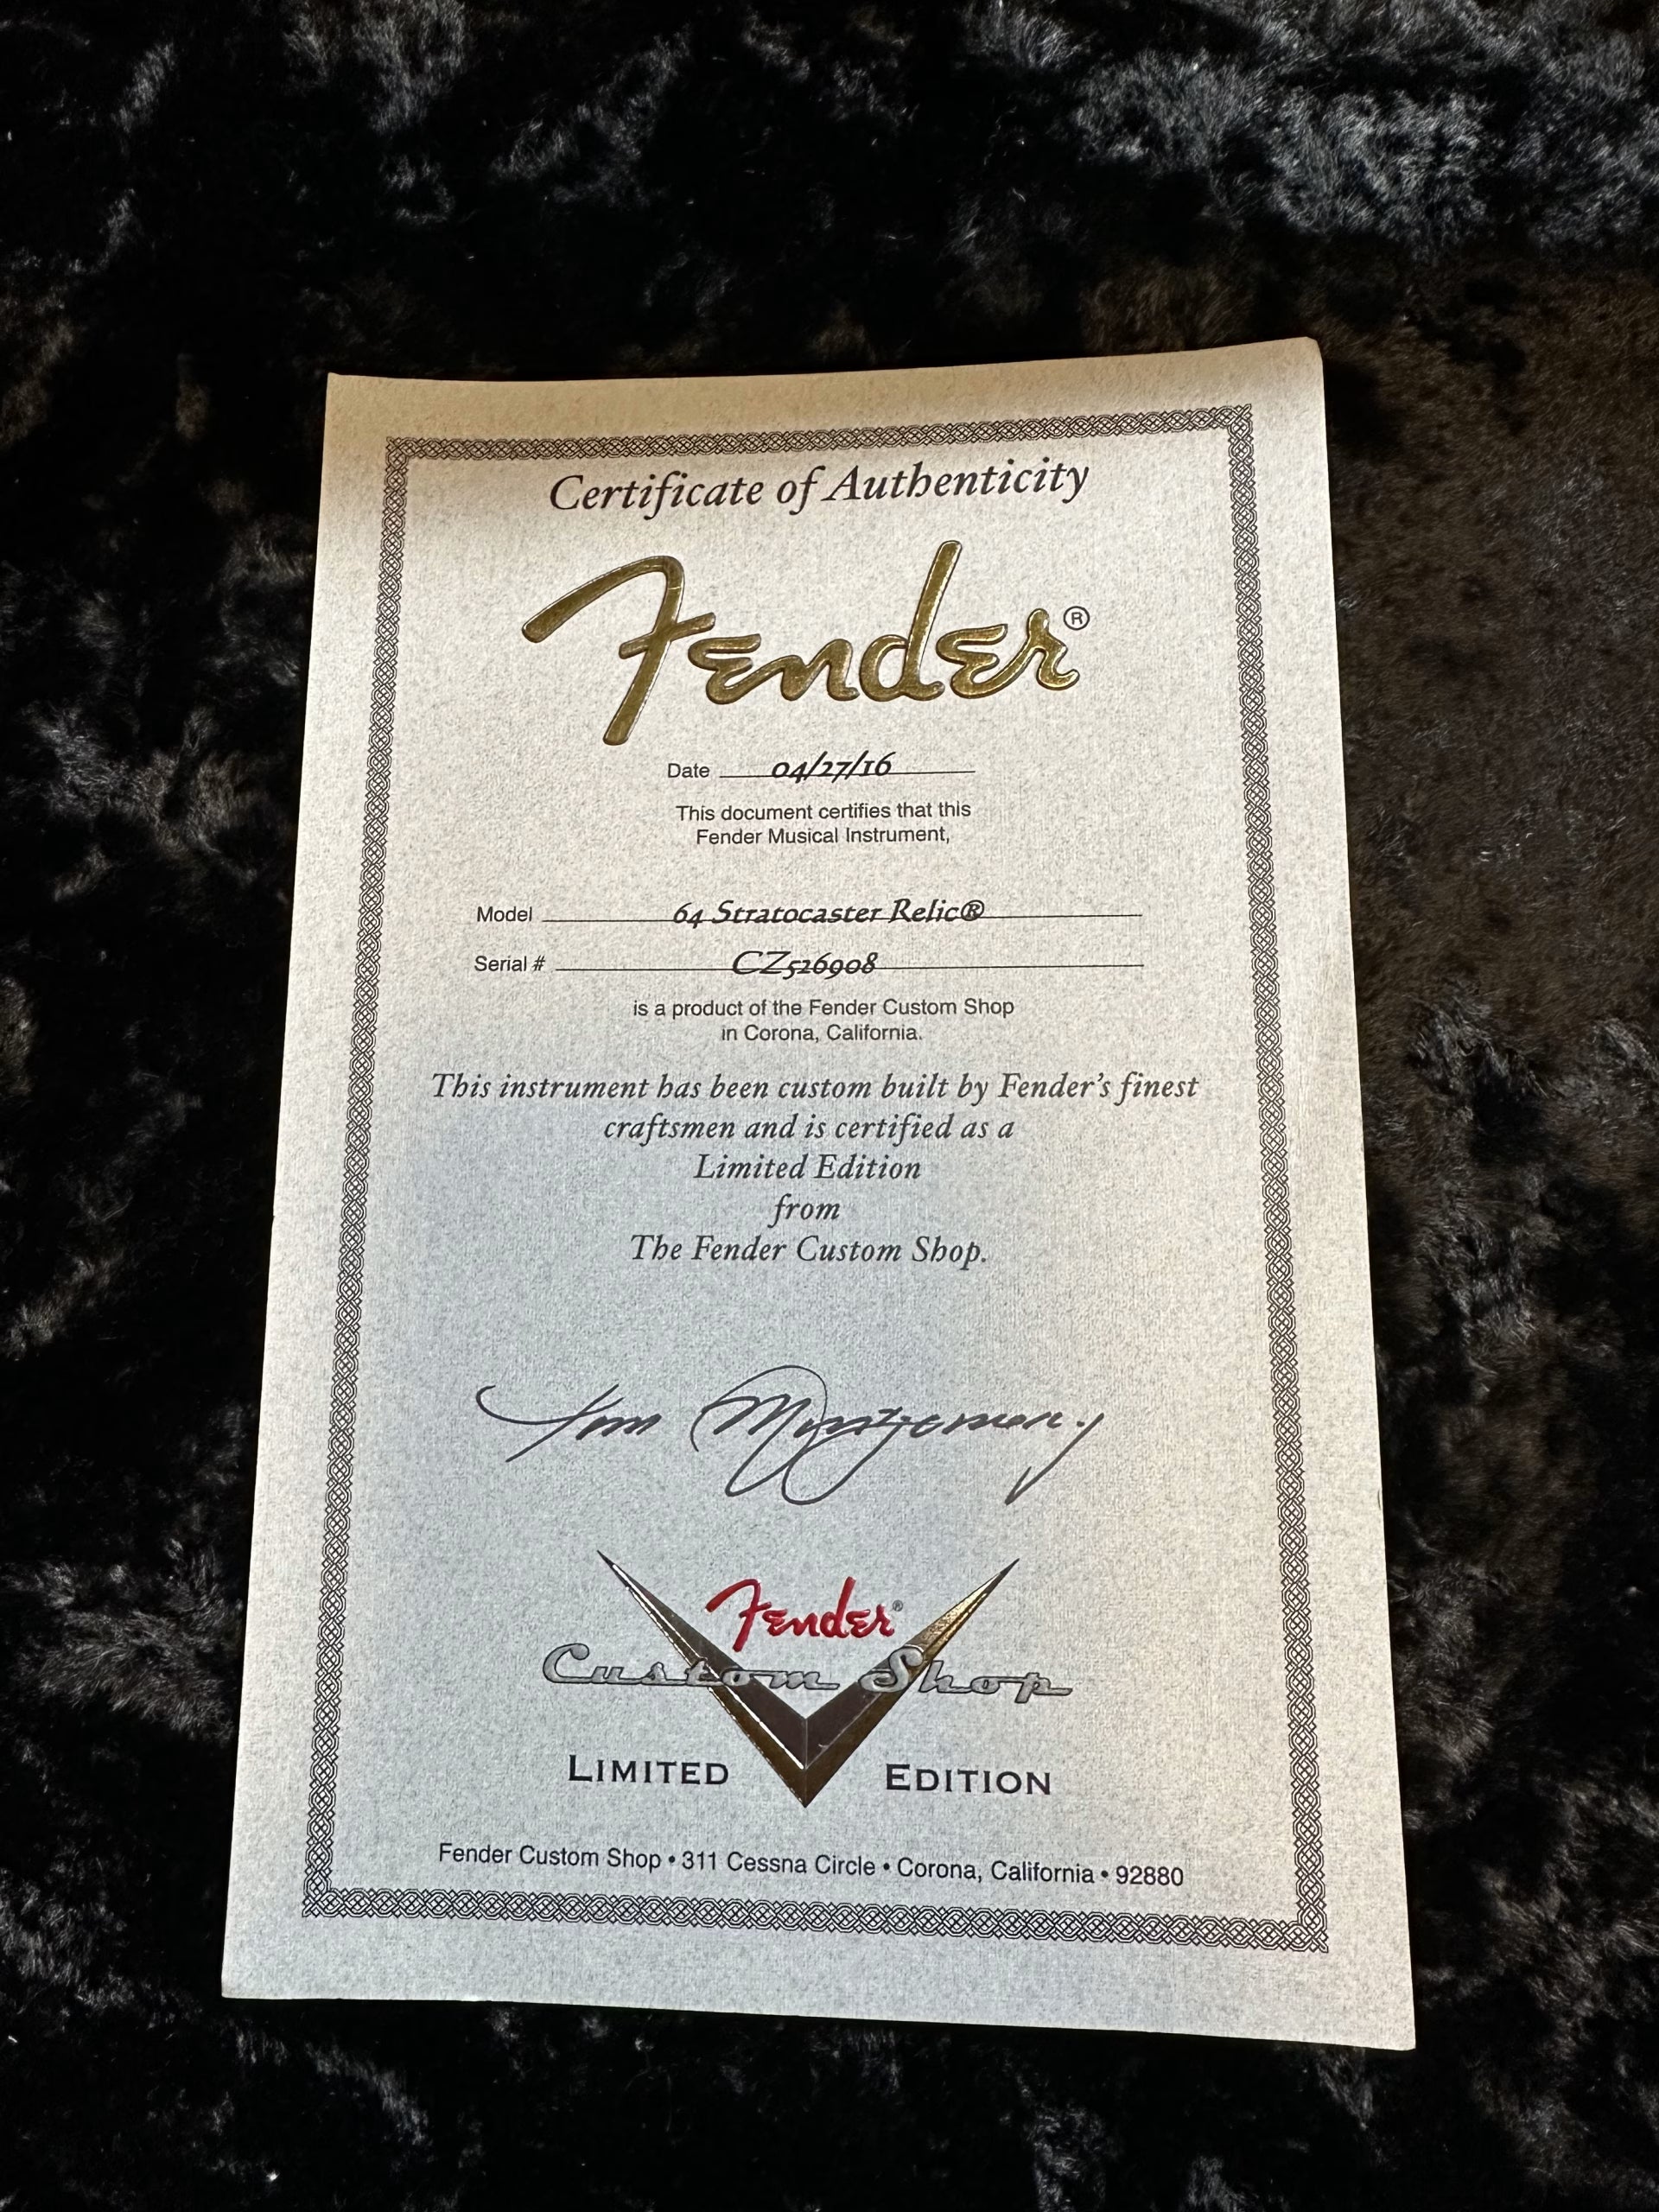 Certificate of Authenticity
Fender®
Date 04/27/16
This document certifies that this
Fender Musical Instrument,
Model 64 Stratocaster Relic®
Serial # CZ526908
is a product of the Fender Custom Shop
in Corona, California.
This instrument has been custom built by Fender's finest
craftsmen and is certified as a
Limited Edition
from
The Fender Custom Shop.
Tom Montgomery
Fender®
Custom Shop
LIMITED EDITION
Fender Custom Shop • 311 Cessna Circle • Corona, California • 92880